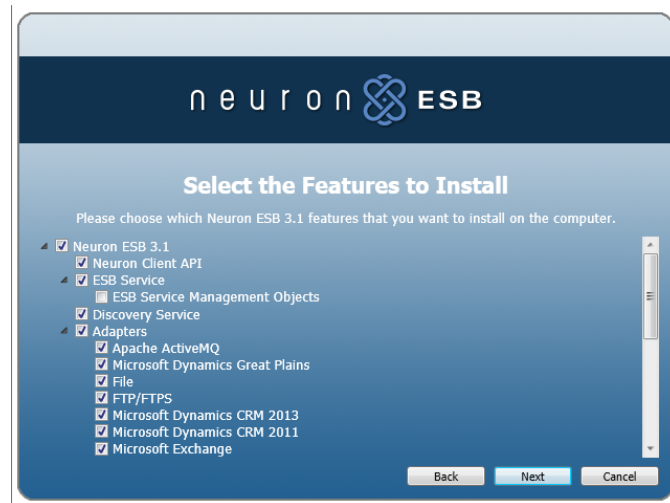 neuron ESB
Select the Features to Install
Please choose which Neuron ESB 3.1 features that you want to install on the computer.
Neuron ESB 3.1
Neuron Client API
ESB Service
ESB Service Management Objects
Discovery Service
Adapters
Apache ActiveMQ
Microsoft Dynamics Great Plains
File
FTP/FTPS
Microsoft Dynamics CRM 2013
Microsoft Dynamics CRM 2011
Microsoft Exchange
Back Next Cancel